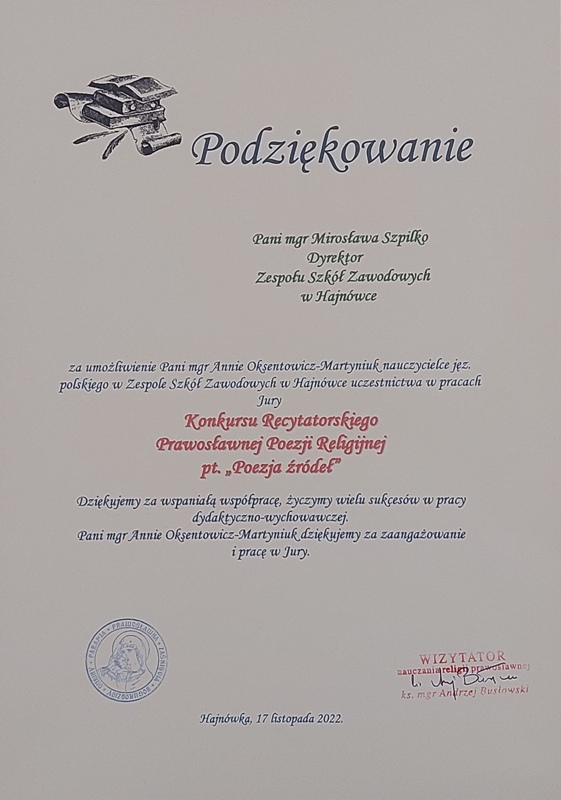 Podziękowanie
Pani mgr Mirosława Szpilko
Dyrektor
Zespołu Szkół Zawodowych
w Hajnówce
za umożliwienie Pani mgr Annie Oksentowicz-Martyniuk nauczycielce jęz.
polskiego w Zespole Szkół Zawodowych w Hajnówce uczestnictwa w pracach
Jury
Konkursu Recytatorskiego
Prawosławnej Poezji Religijnej
pt. „Poezja źródeł”
Dziękujemy za wspaniałą współpracę, życzymy wielu sukcesów w pracy
dydaktyczno-wychowawczej.
Pani mgr Annie Oksentowicz-Martyniuk dziękujemy za zaangażowanie
i pracę w Jury.
PARAFIA PRAWOSŁAWNA ZAŚNIĘCIA
WIZYTATOR
nauczania religii prawosławnej
ks. mgr Andrzej Busłowski
Hajnówka, 17 listopada 2022.